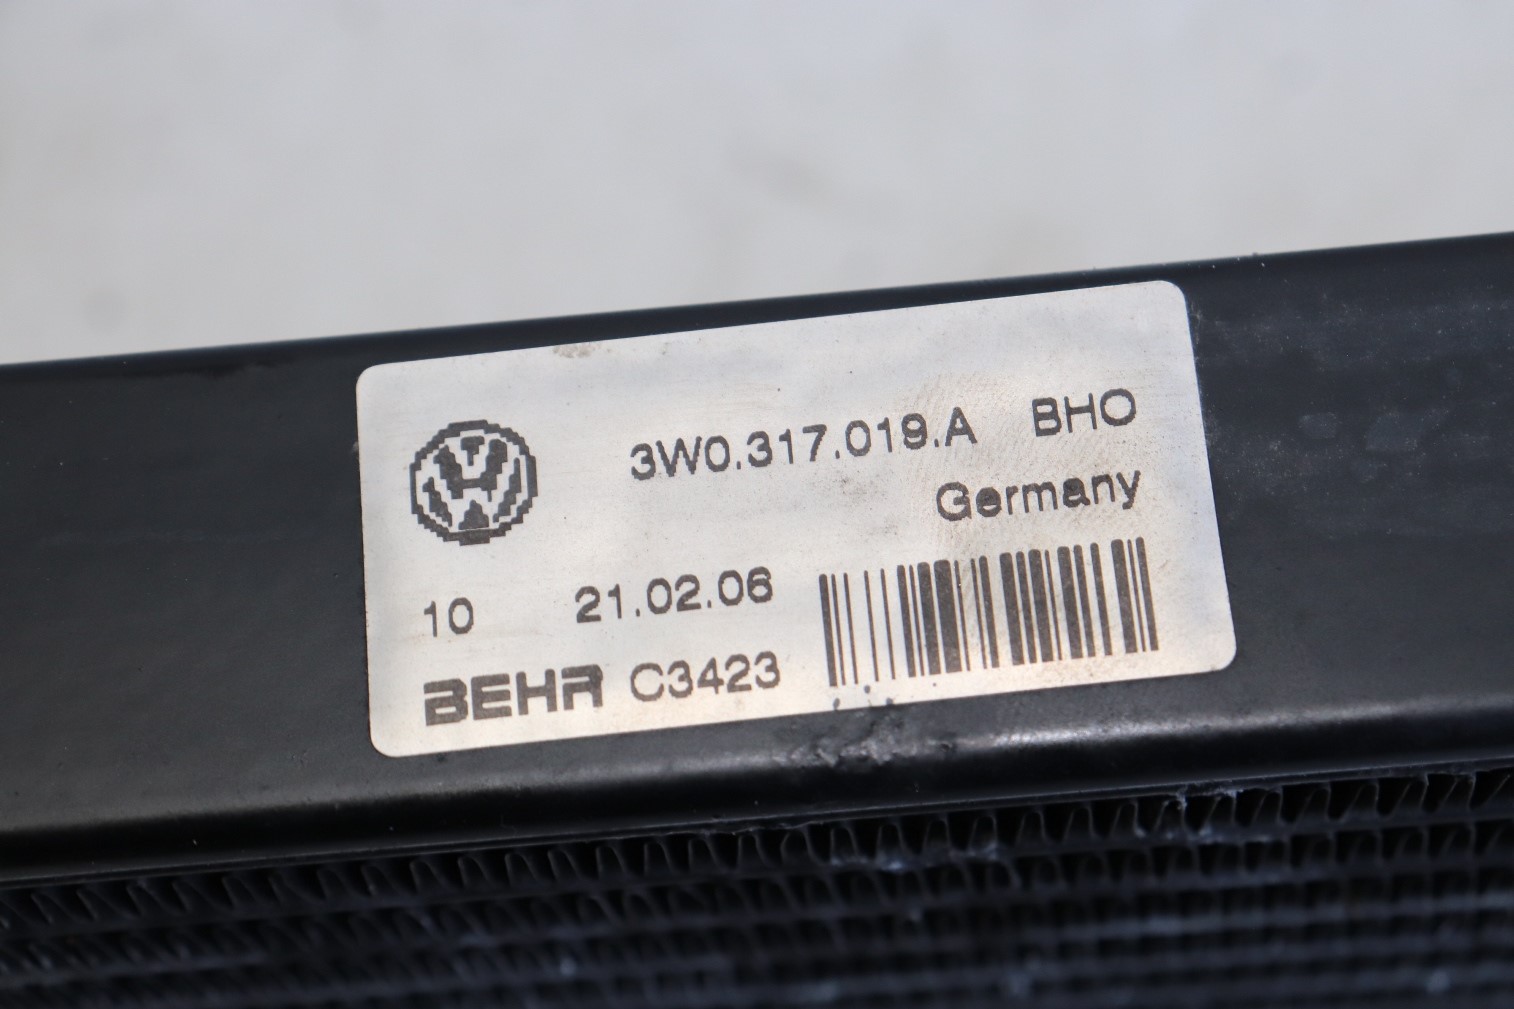 3W0.317.019.A BHO
Germany
10 21.02.06
BEHR C3423